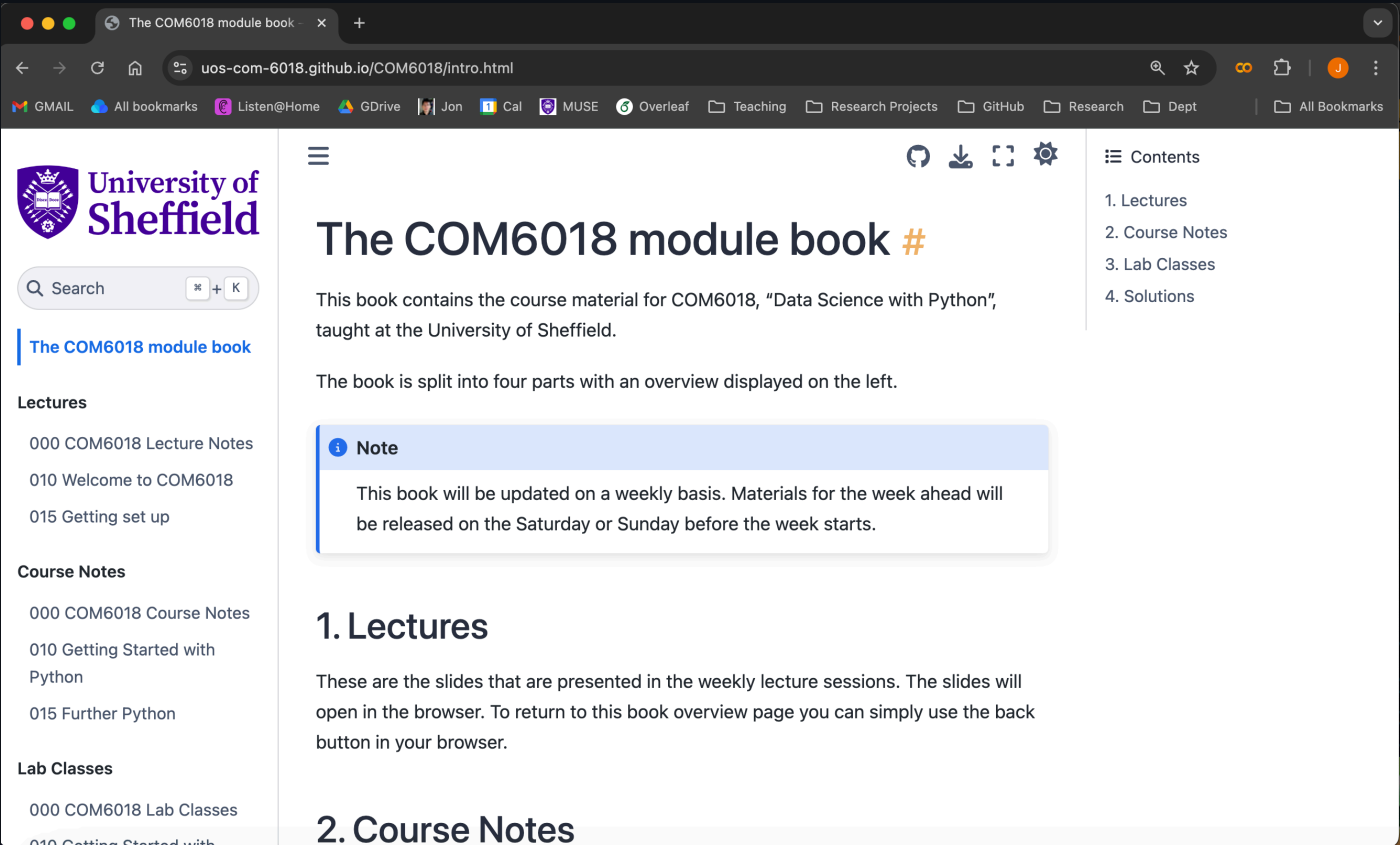 The COM6018 module book -
uos-com-6018.github.io/COM6018/intro.html
J
GMAIL
All bookmarks
Listen@Home
GDrive
Jon
1 Cal
MUSE
Overleaf
Teaching
Research Projects
GitHub
Research
Dept
All Bookmarks
University of
Sheffield
Search ⌘ + K
The COM6018 module book
Lectures
000 COM6018 Lecture Notes
010 Welcome to COM6018
015 Getting set up
Course Notes
000 COM6018 Course Notes
010 Getting Started with
Python
015 Further Python
Lab Classes
000 COM6018 Lab Classes
010 Getting Started with
The COM6018 module book #
This book contains the course material for COM6018, “Data Science with Python”,
taught at the University of Sheffield.
The book is split into four parts with an overview displayed on the left.
Note
This book will be updated on a weekly basis. Materials for the week ahead will
be released on the Saturday or Sunday before the week starts.
1. Lectures
These are the slides that are presented in the weekly lecture sessions. The slides will
open in the browser. To return to this book overview page you can simply use the back
button in your browser.
2. Course Notes
Contents
1. Lectures
2. Course Notes
3. Lab Classes
4. Solutions